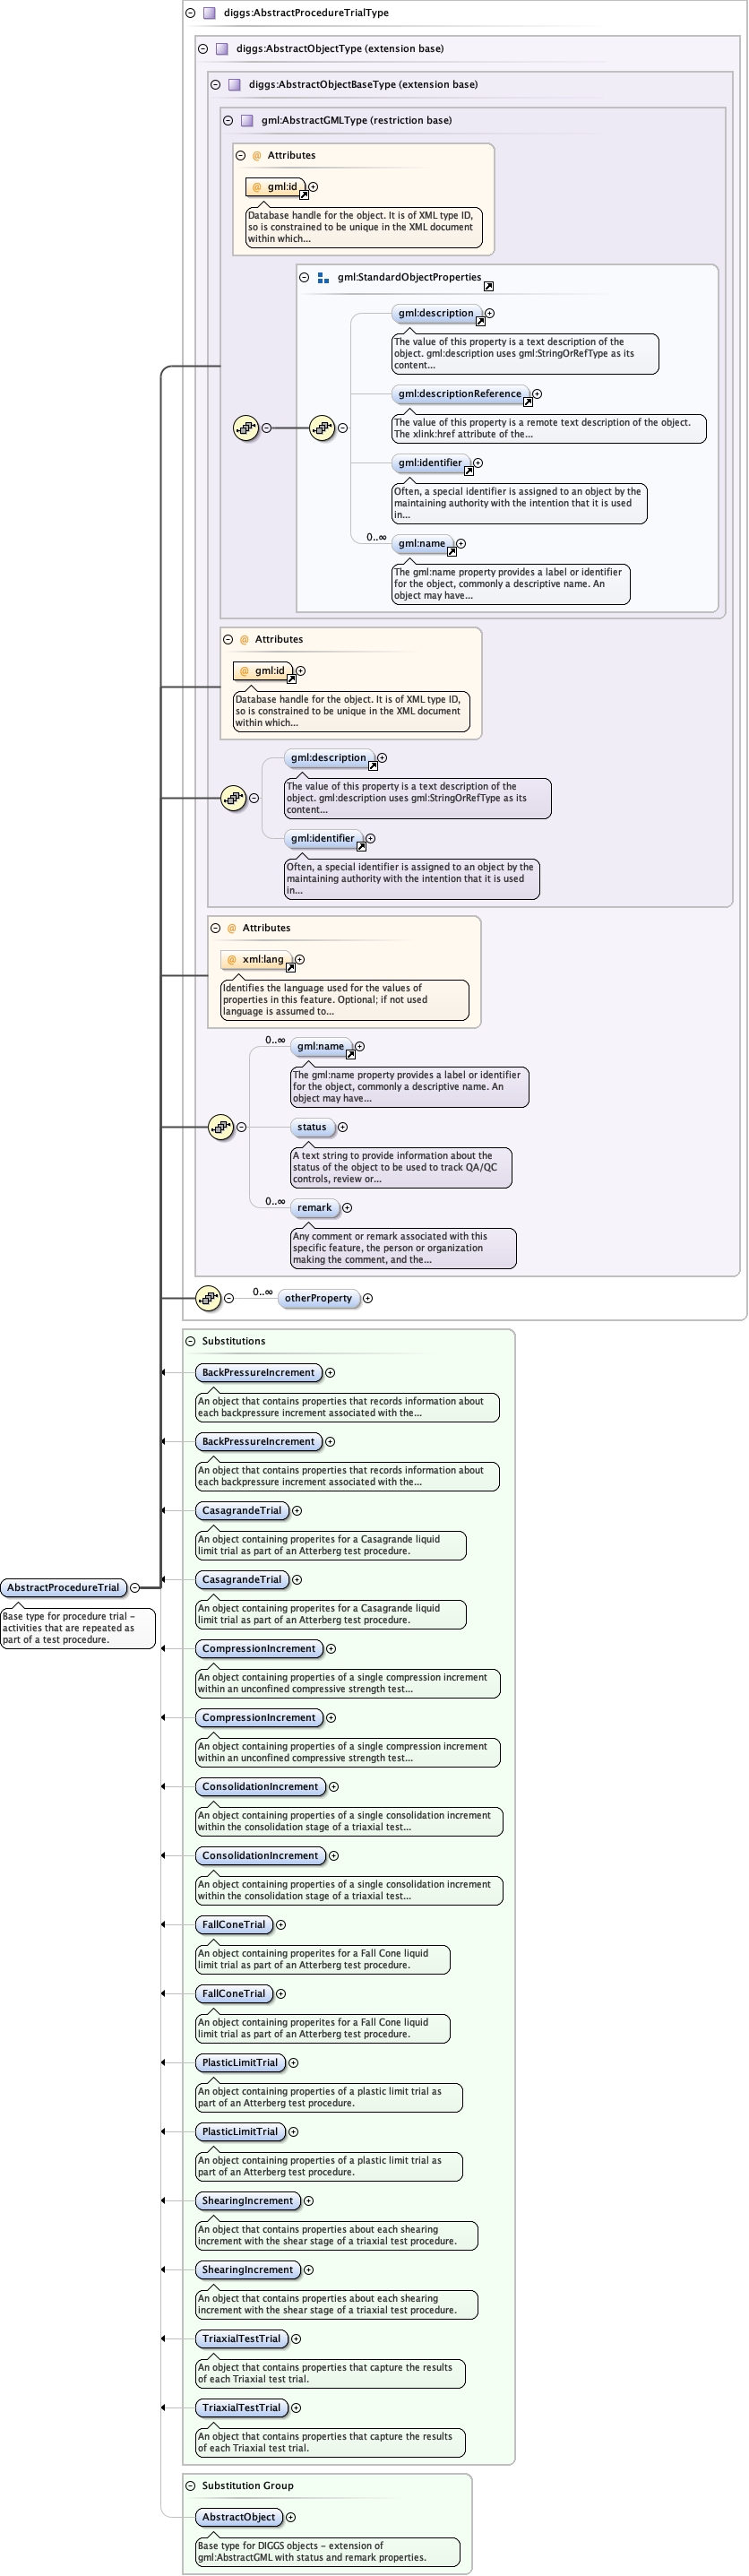 diggs:AbstractProcedureTrialType
diggs:AbstractObjectType (extension base)
diggs:AbstractObjectBaseType (extension base)
gml:AbstractGMLType (restriction base)
@ Attributes
@ gml:id
Database handle for the object. It is of XML type ID,
so is constrained to be unique in the XML document
within which...
gml:StandardObjectProperties
gml:description
The value of this property is a text description of the
object. gml:description uses gml:StringOrRefType as its
content...
gml:descriptionReference
The value of this property is a remote text description of the object.
The xlink:href attribute of the...
gml:identifier
Often, a special identifier is assigned to an object by the
maintaining authority with the intention that it is used
in...
0..∞ gml:name
The gml:name property provides a label or identifier
for the object, commonly a descriptive name. An
object may have...
@ Attributes
@ gml:id
Database handle for the object. It is of XML type ID,
so is constrained to be unique in the XML document
within which...
gml:description
The value of this property is a text description of the
object. gml:description uses gml:StringOrRefType as its
content...
gml:identifier
Often, a special identifier is assigned to an object by the
maintaining authority with the intention that it is used
in...
@ Attributes
@ xml:lang
Identifies the language used for the values of
properties in this feature. Optional; if not used
language is assumed to...
0..∞ gml:name
The gml:name property provides a label or identifier
for the object, commonly a descriptive name. An
object may have...
status
A text string to provide information about the
status of the object to be used to track QA/QC
controls, review or...
0..∞ remark
Any comment or remark associated with this
specific feature, the person or organization
making the comment, and the...
0..∞ otherProperty
Substitutions
BackPressureIncrement
An object that contains properties that records information about
each backpressure increment associated with the...
BackPressureIncrement
An object that contains properties that records information about
each backpressure increment associated with the...
CasagrandeTrial
An object containing properites for a Casagrande liquid
limit trial as part of an Atterberg test procedure.
CasagrandeTrial
An object containing properites for a Casagrande liquid
limit trial as part of an Atterberg test procedure.
AbstractProcedureTrial
Base type for procedure trial -
activities that are repeated as
part of a test procedure.
CompressionIncrement
An object containing properties of a single compression increment
within an unconfined compressive strength test...
CompressionIncrement
An object containing properties of a single compression increment
within an unconfined compressive strength test...
ConsolidationIncrement
An object containing properties of a single consolidation increment
within the consolidation stage of a triaxial test...
ConsolidationIncrement
An object containing properties of a single consolidation increment
within the consolidation stage of a triaxial test...
FallConeTrial
An object containing properites for a Fall Cone liquid
limit trial as part of an Atterberg test procedure.
FallConeTrial
An object containing properites for a Fall Cone liquid
limit trial as part of an Atterberg test procedure.
PlasticLimitTrial
An object containing properties of a plastic limit trial as
part of an Atterberg test procedure.
PlasticLimitTrial
An object containing properties of a plastic limit trial as
part of an Atterberg test procedure.
ShearingIncrement
An object that contains properties about each shearing
increment with the shear stage of a triaxial test procedure.
ShearingIncrement
An object that contains properties about each shearing
increment with the shear stage of a triaxial test procedure.
TriaxialTestTrial
An object that contains properties that capture the results
of each Triaxial test trial.
TriaxialTestTrial
An object that contains properties that capture the results
of each Triaxial test trial.
Substitution Group
AbstractObject
Base type for DIGGS objects - extension of
gml:AbstractGML with status and remark properties.